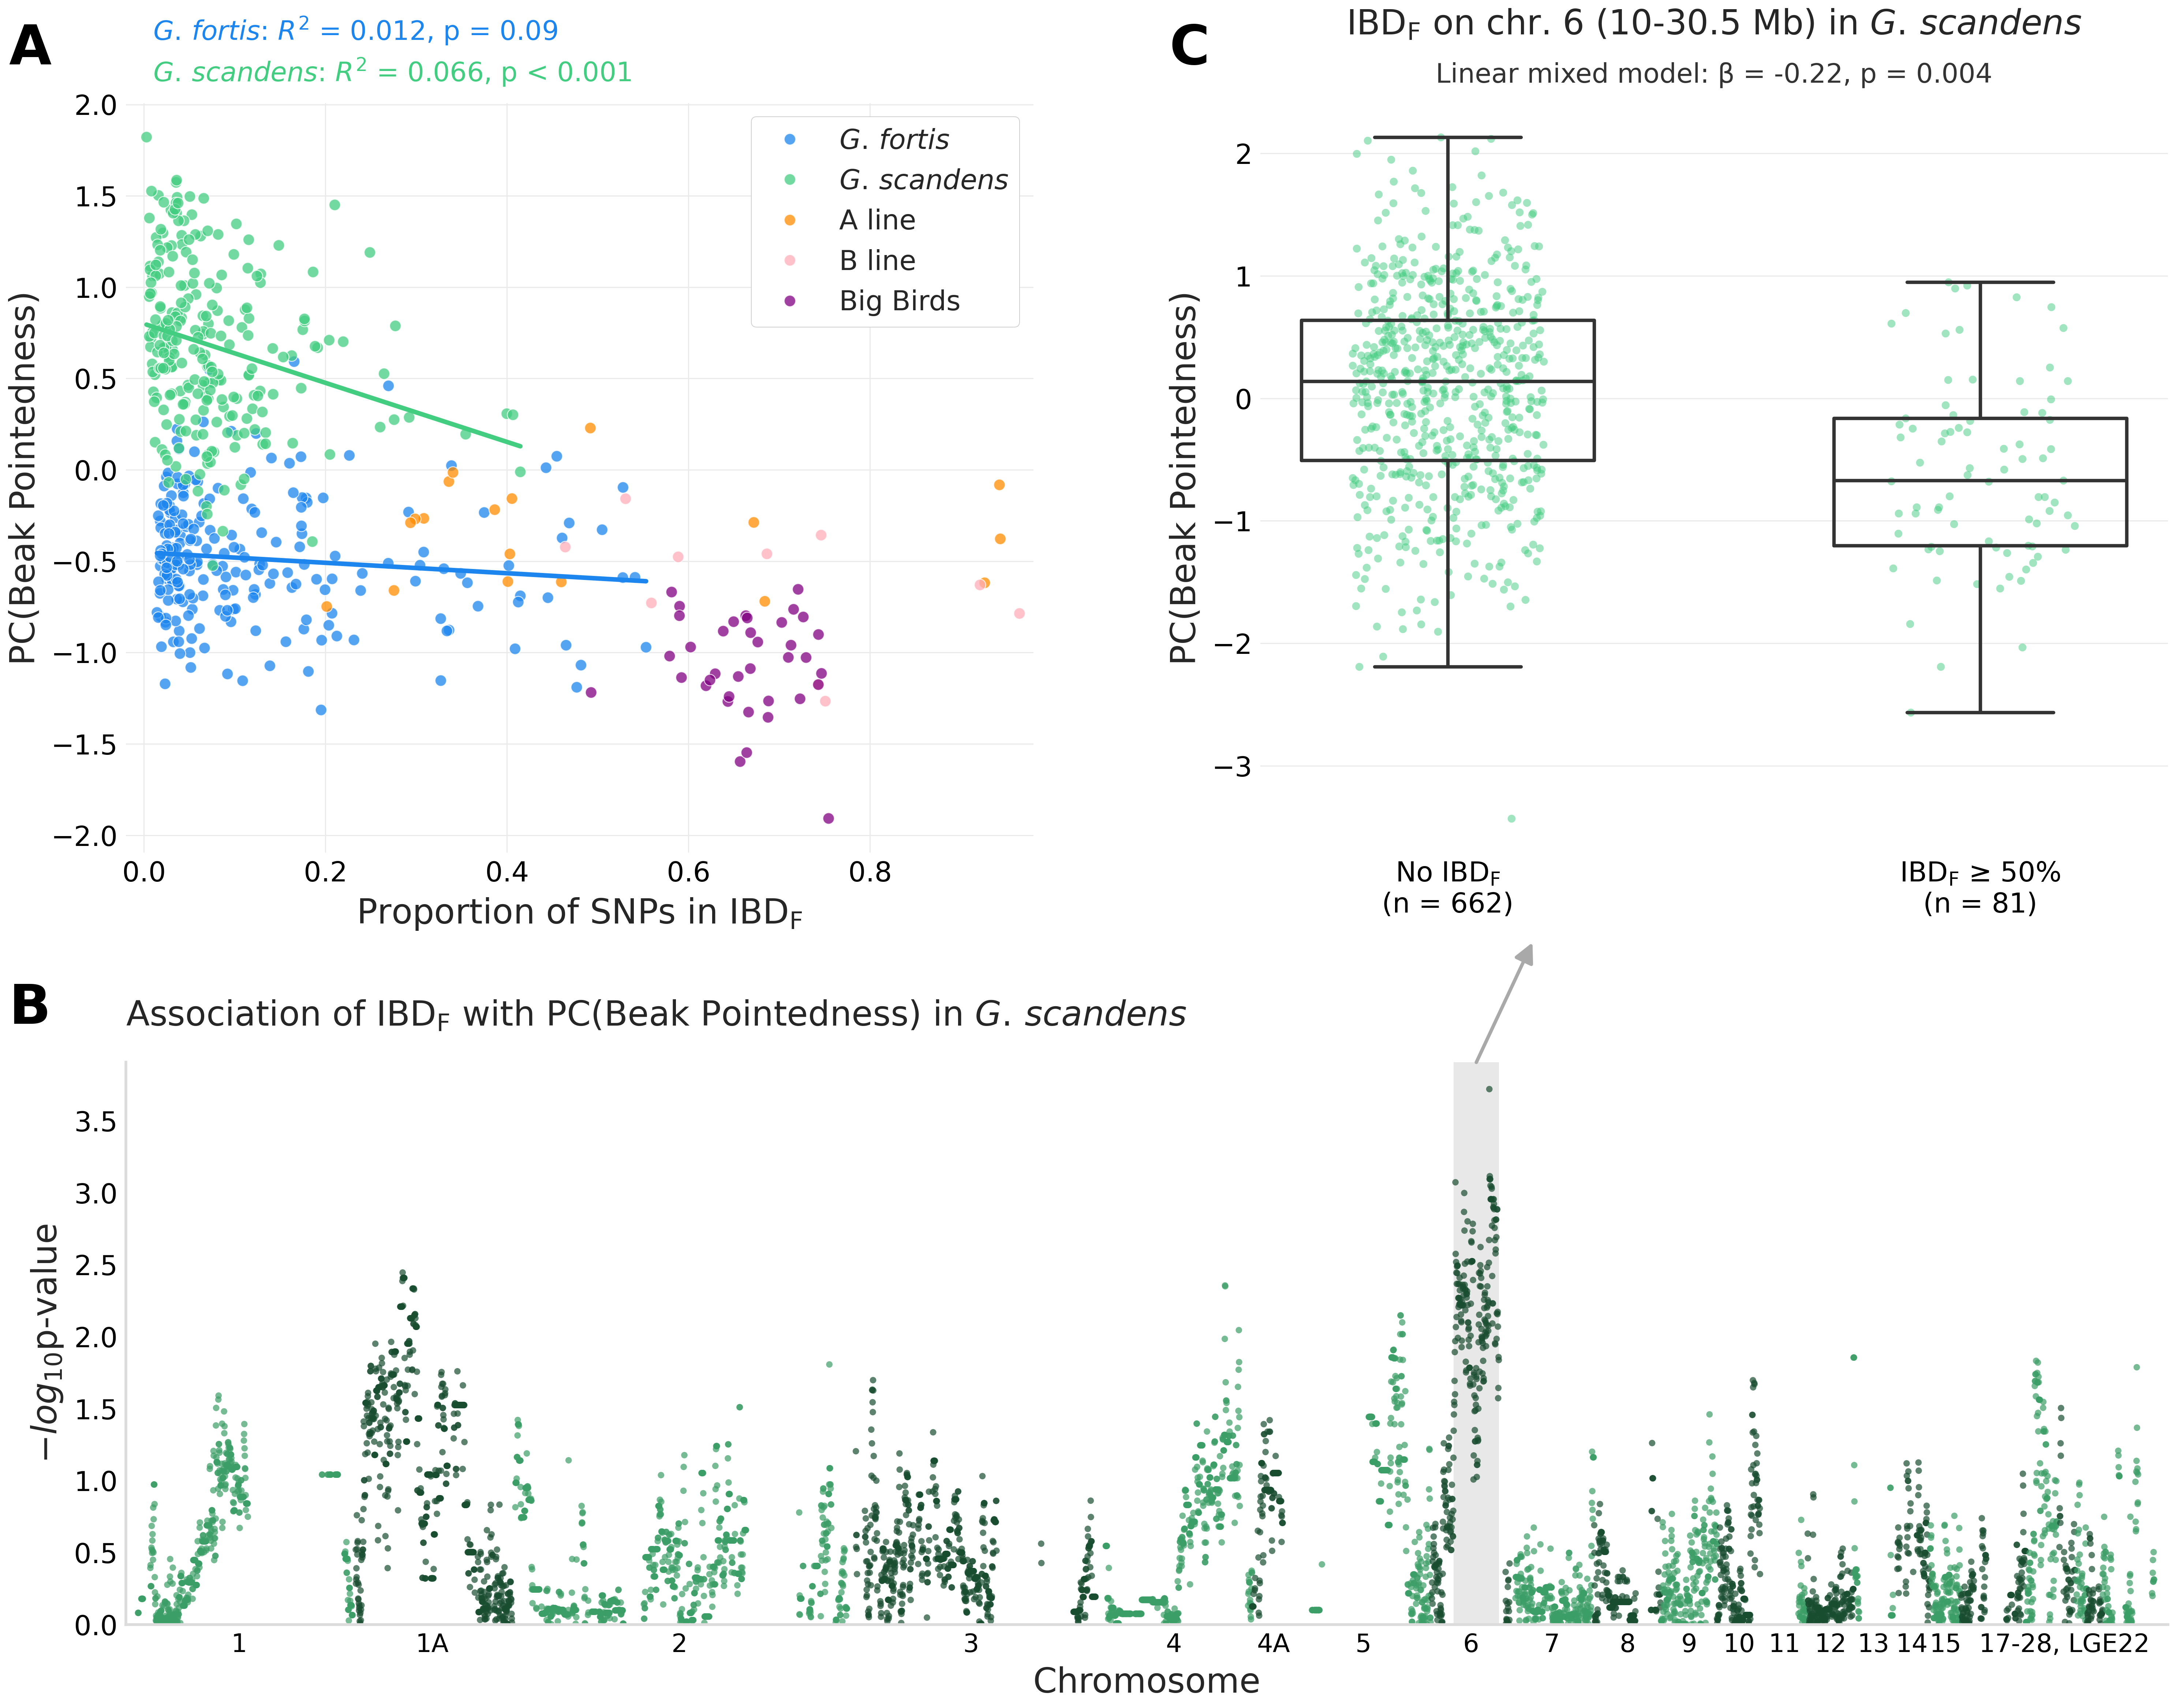 A
G. fortis: R² = 0.012, p = 0.09
G. scandens: R² = 0.066, p < 0.001
2.0
1.5
1.0
0.5
0.0
−0.5
−1.0
−1.5
−2.0
PC(Beak Pointedness)
G. fortis
G. scandens
A line
B line
Big Birds
0.0 0.2 0.4 0.6 0.8
Proportion of SNPs in IBD_F
C
IBD_F on chr. 6 (10-30.5 Mb) in G. scandens
Linear mixed model: β = -0.22, p = 0.004
2
1
0
−1
−2
−3
PC(Beak Pointedness)
No IBD_F IBD_F ≥ 50%
(n = 662) (n = 81)
B
Association of IBD_F with PC(Beak Pointedness) in G. scandens
3.5
3.0
2.5
2.0
1.5
1.0
0.5
0.0
−log₁₀p-value
1 1A 2 3 4 4A 5 6 7 8 9 10 11 12 13 14 15 17-28, LGE22
Chromosome